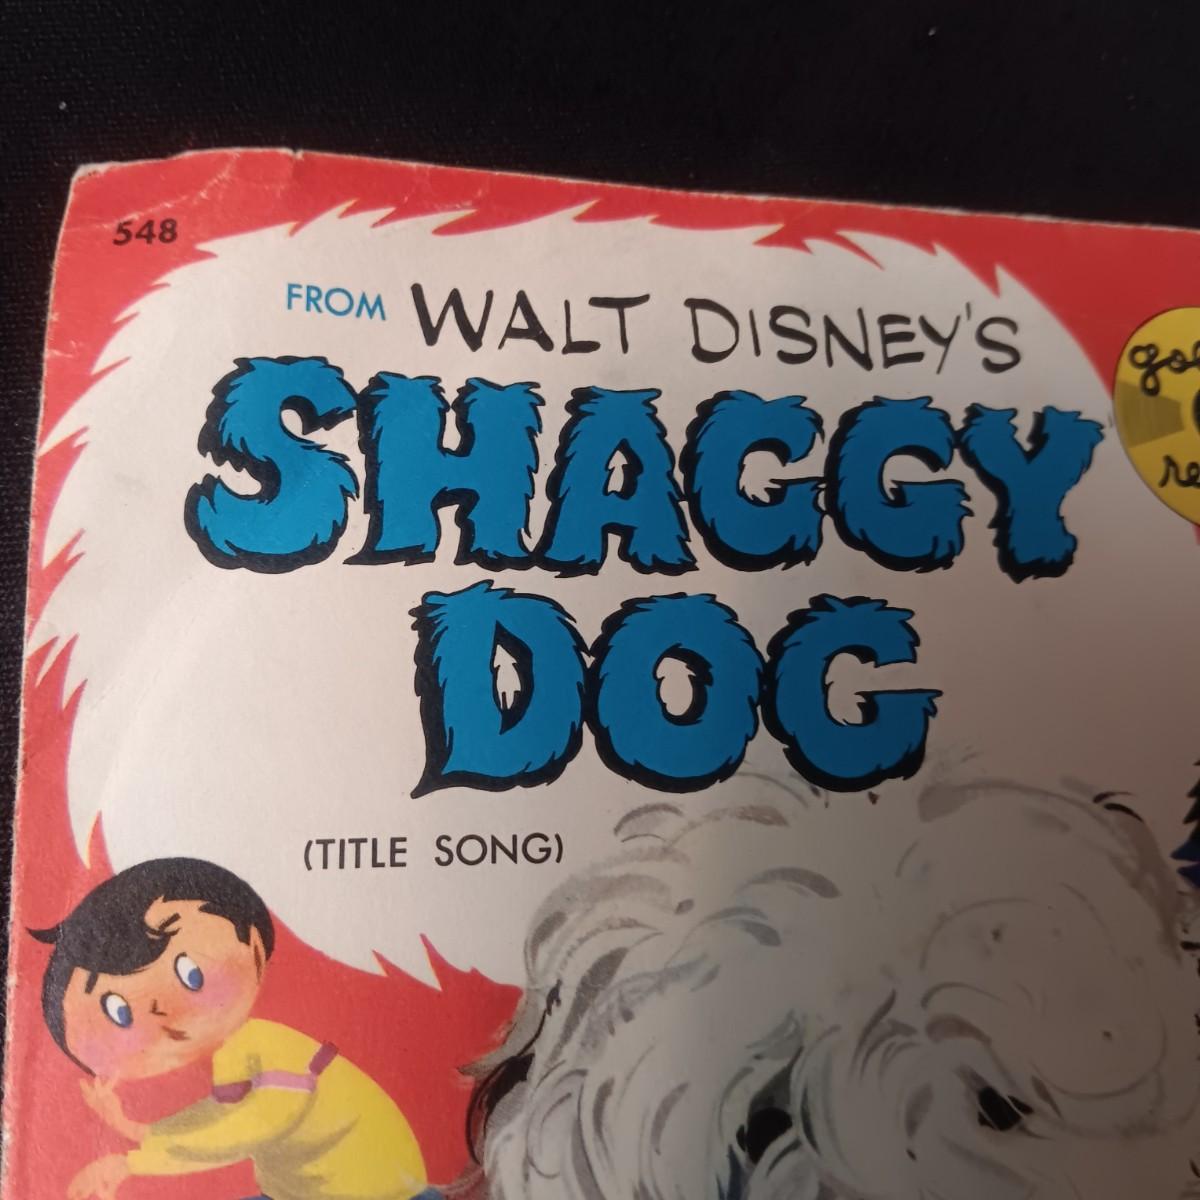 548
FROM WALT DISNEY'S
SHAGGY
DOG
(TITLE SONG)